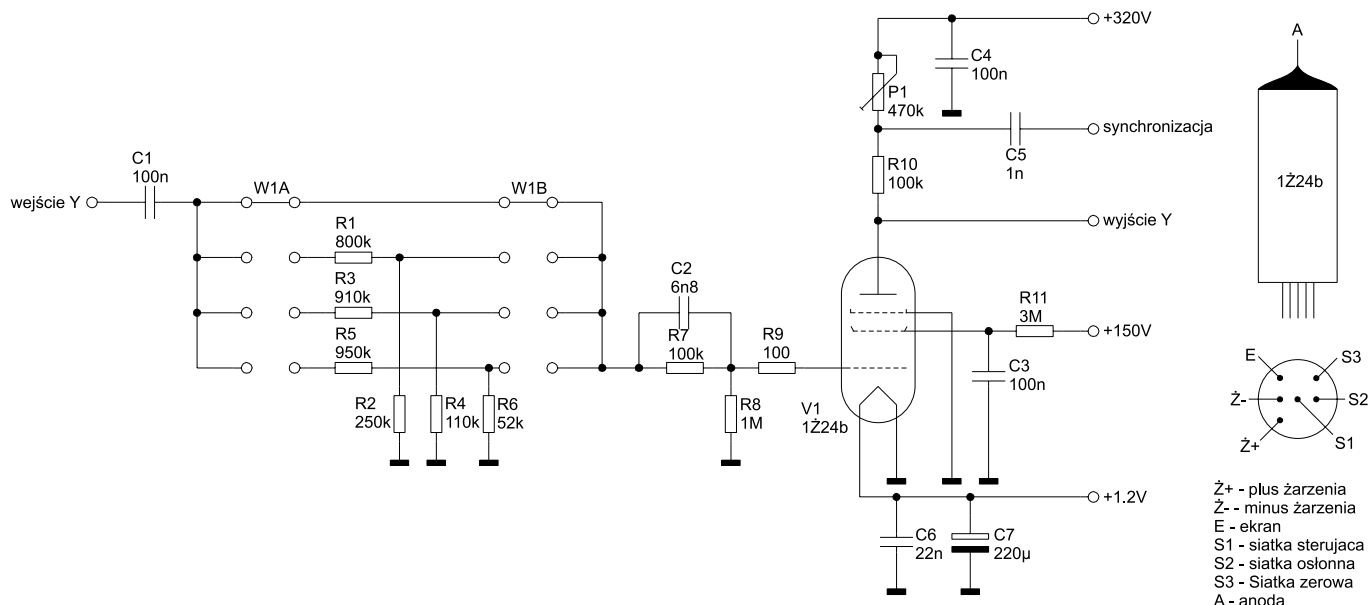 +320V
A
C4
100n
P1
470k
synchronizacja
C5
1n
R10
100k
1Ż24b
C1
100n
wejście Y
W1A
W1B
wyjście Y
R1
800k
R3
910k
R5
950k
C2
6n8
R7
100k
R9
100
R11
3M
+150V
C3
100n
R2
250k
R4
110k
R6
52k
R8
1M
V1
1Ż24b
E
S3
Ż-
S2
Ż+
S1
+1.2V
C6
22n
C7
220µ
Ż+ - plus żarzenia
Ż- - minus żarzenia
E - ekran
S1 - siatka sterujaca
S2 - siatka osłonna
S3 - Siatka zerowa
A - anoda